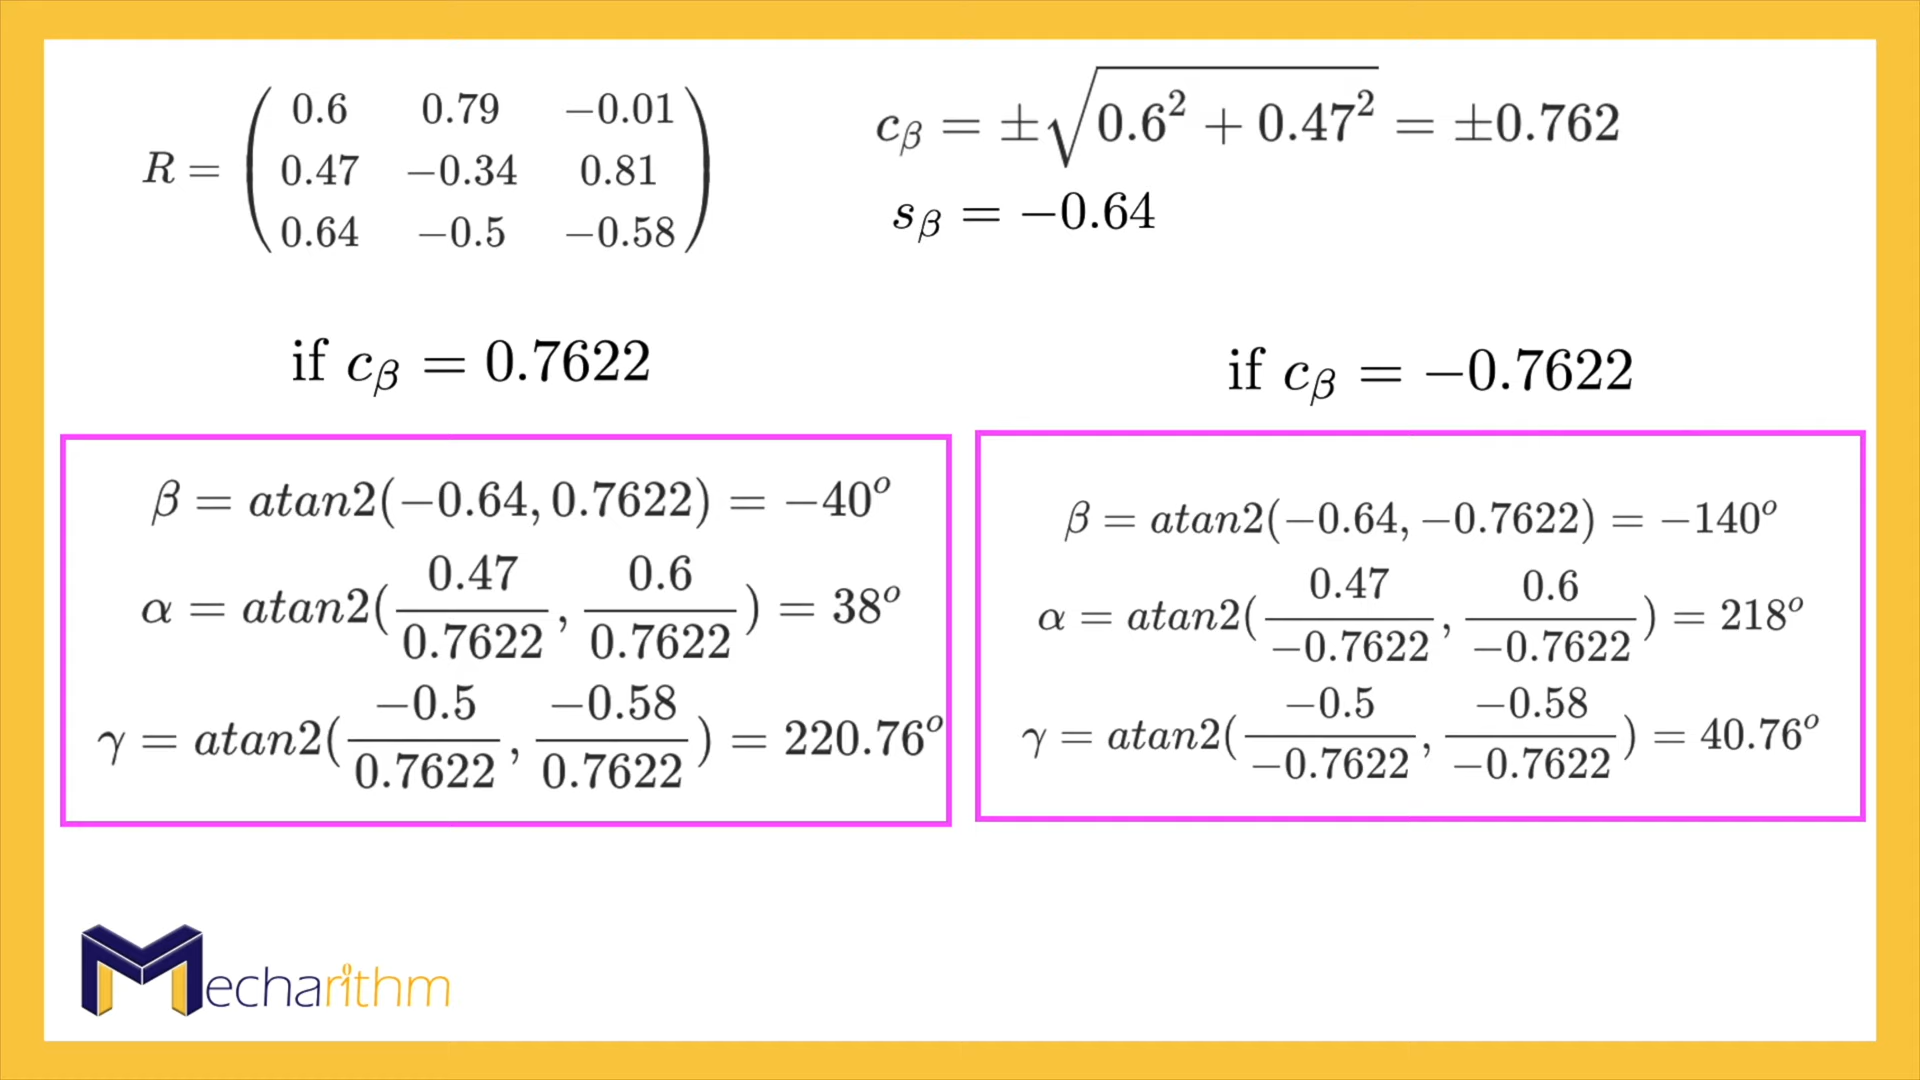 R = ( 0.6 0.79 −0.01
0.47 −0.34 0.81
0.64 −0.5 −0.58 )
c_β = ±√(0.6² + 0.47²) = ±0.762
s_β = −0.64
if c_β = 0.7622
β = atan2(−0.64, 0.7622) = −40°
α = atan2(0.47/0.7622, 0.6/0.7622) = 38°
γ = atan2(−0.5/0.7622, −0.58/0.7622) = 220.76°
if c_β = −0.7622
β = atan2(−0.64, −0.7622) = −140°
α = atan2(0.47/−0.7622, 0.6/−0.7622) = 218°
γ = atan2(−0.5/−0.7622, −0.58/−0.7622) = 40.76°
Mecharithm